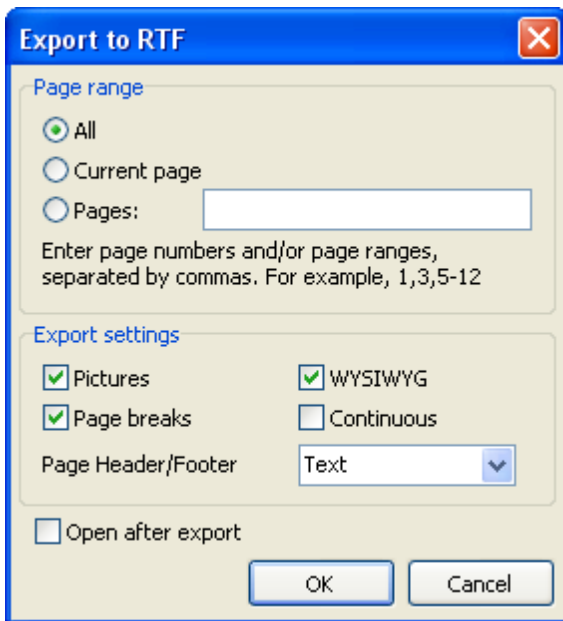 Export to RTF
Page range
All
Current page
Pages:
Enter page numbers and/or page ranges,
separated by commas. For example, 1,3,5-12
Export settings
Pictures
WYSIWYG
Page breaks
Continuous
Page Header/Footer
Text
Open after export
OK
Cancel